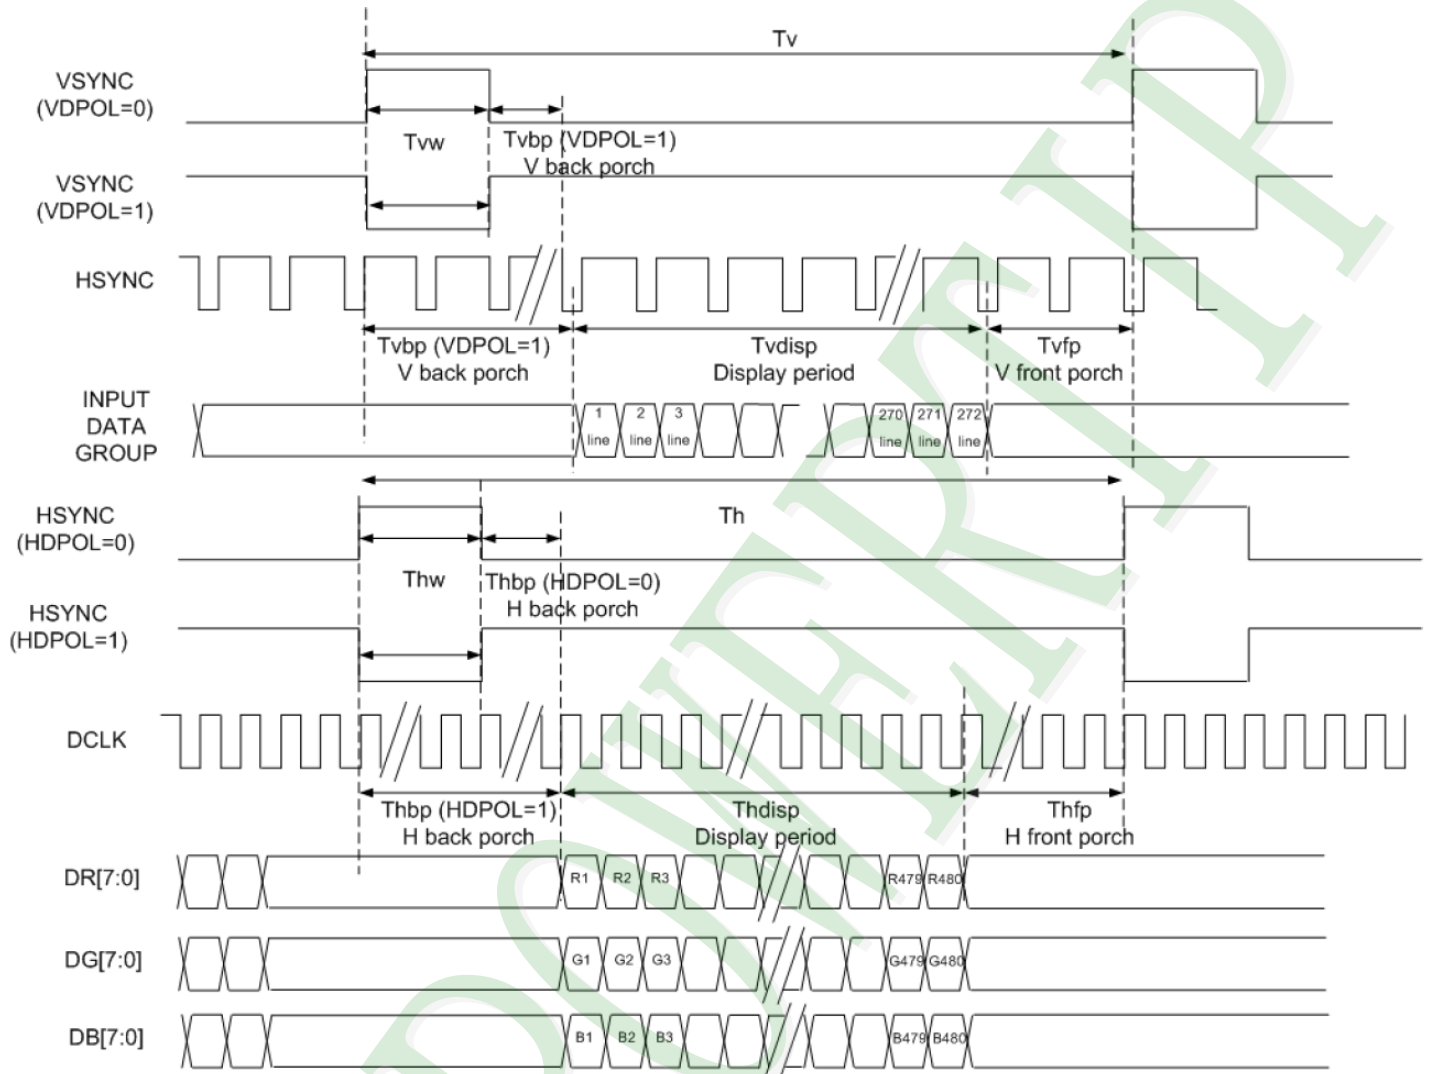 Tv
VSYNC
(VDPOL=0)
Tvw
Tvbp (VDPOL=1)
V back porch
VSYNC
(VDPOL=1)
HSYNC
Tvbp (VDPOL=1)
V back porch
Tvdisp
Display period
Tvfp
V front porch
INPUT
DATA
GROUP
1
line
2
line
3
line
270
line
271
line
272
line
HSYNC
(HDPOL=0)
Th
Thw
Thbp (HDPOL=0)
H back porch
HSYNC
(HDPOL=1)
DCLK
Thbp (HDPOL=1)
H back porch
Thdisp
Display period
Thfp
H front porch
DR[7:0]
R1 R2 R3 R479 R480
DG[7:0]
G1 G2 G3 G479 G480
DB[7:0]
B1 B2 B3 B479 B480
POWERTIP